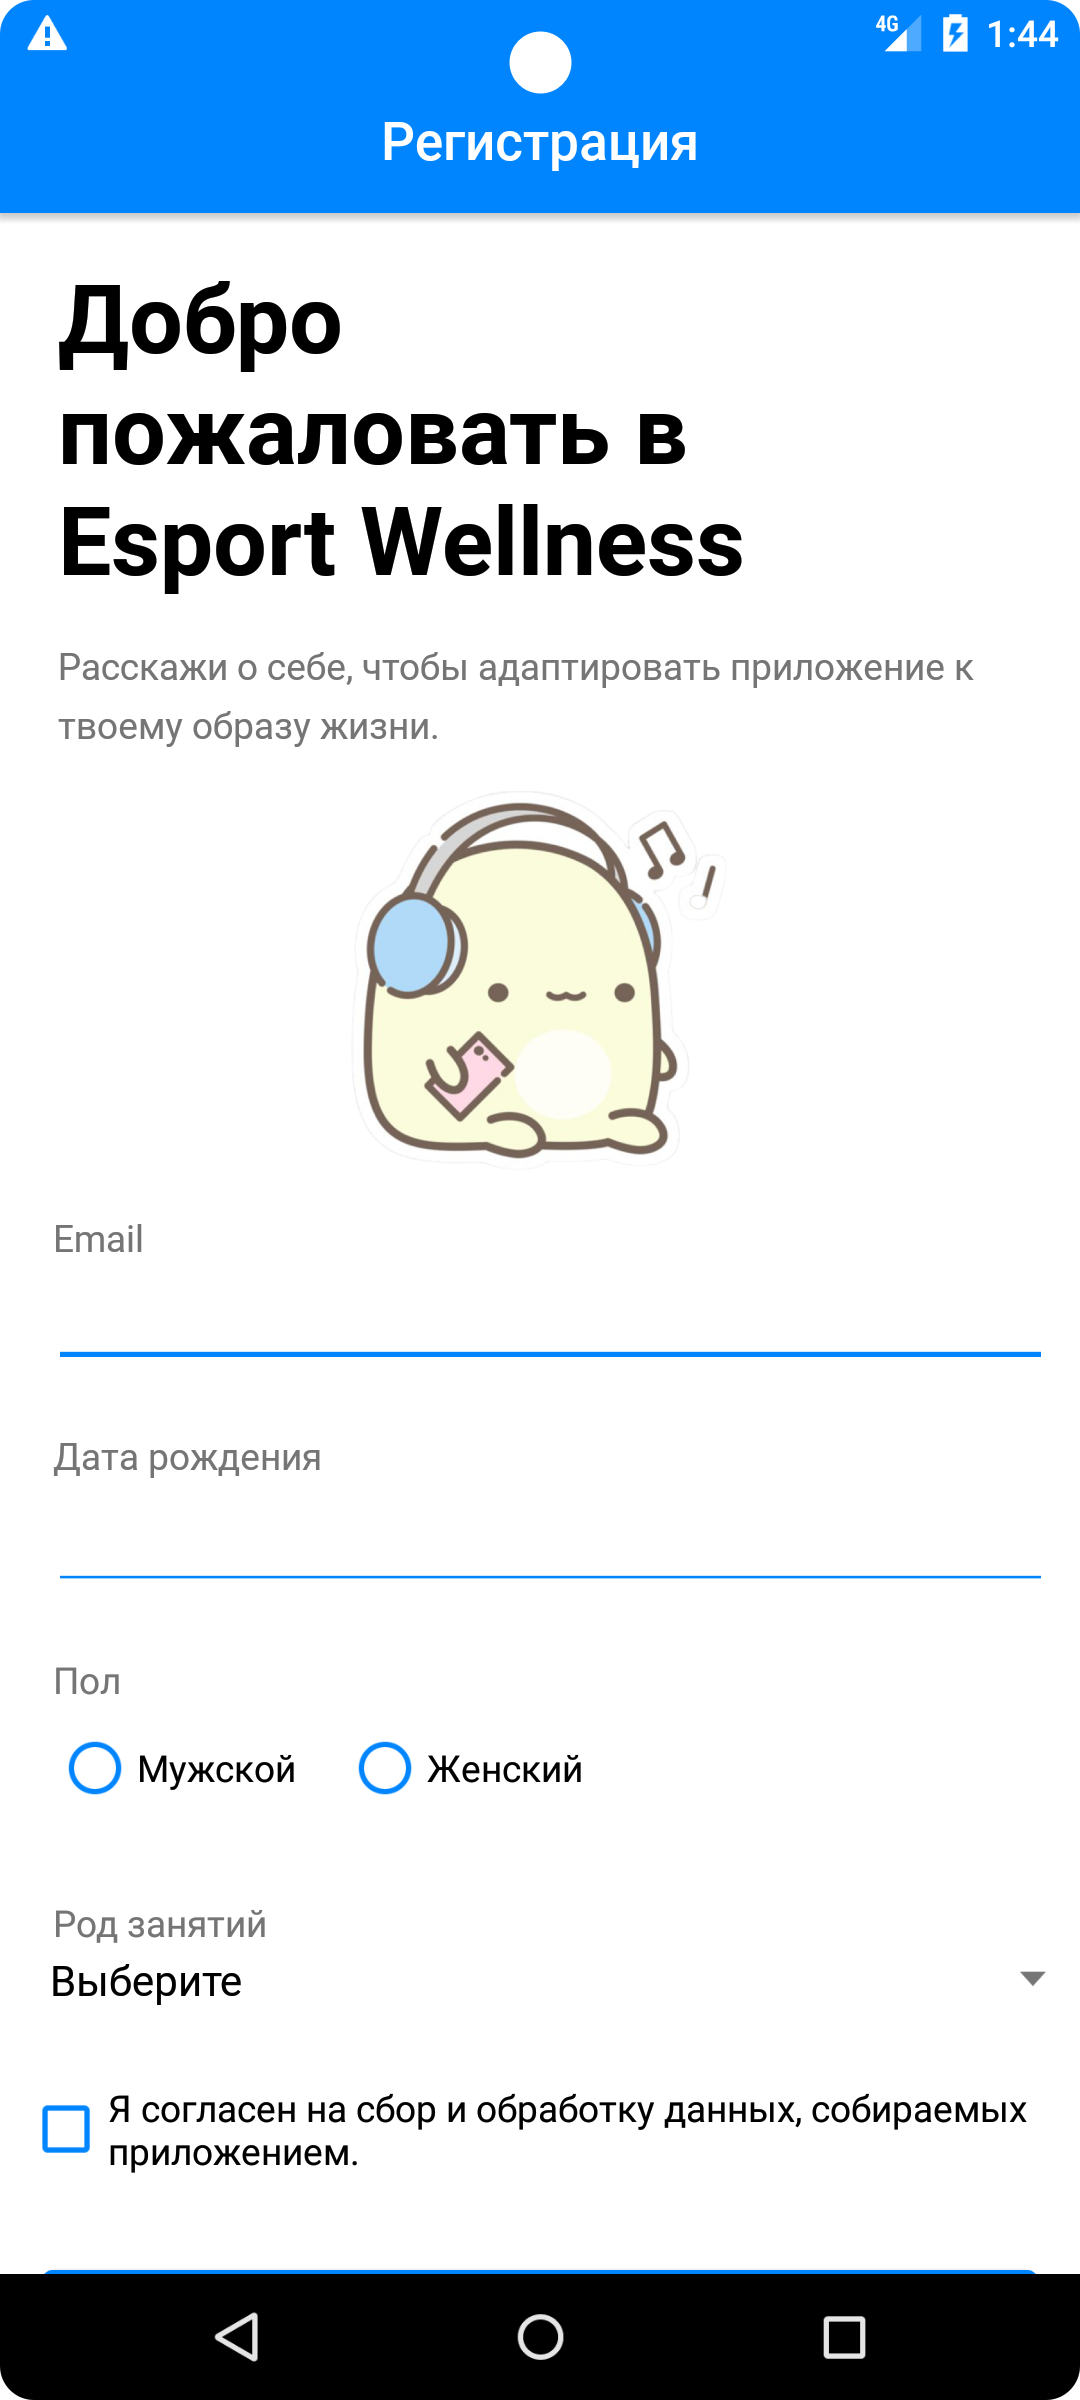 4G 1:44
Регистрация
Добро
пожаловать в
Esport Wellness
Расскажи о себе, чтобы адаптировать приложение к
твоему образу жизни.
Email
Дата рождения
Пол
Мужской Женский
Род занятий
Выберите
Я согласен на сбор и обработку данных, собираемых
приложением.